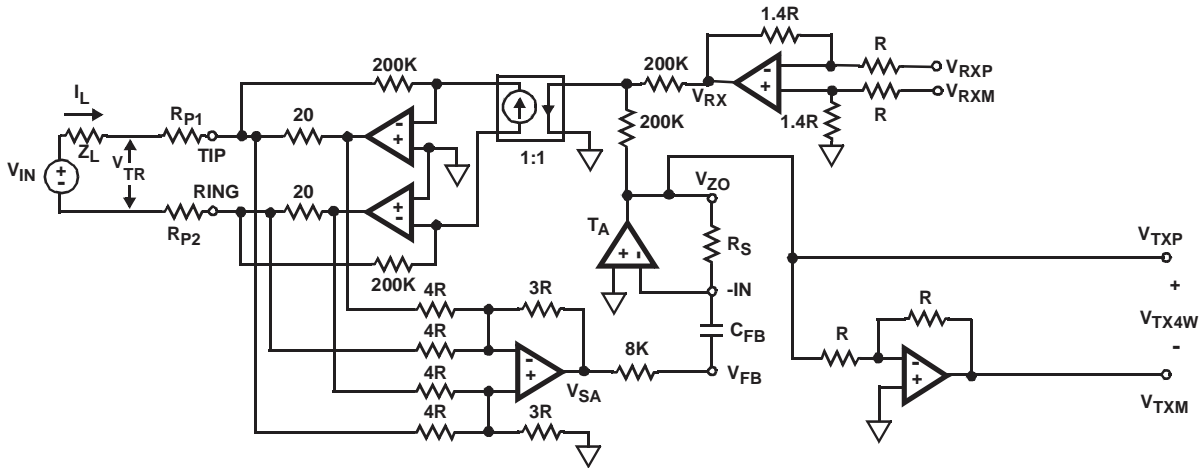 1.4R
R
V_RXP
V_RXM
R
1.4R
200K
V_RX
200K
1:1
200K
20
I_L
R_P1
TIP
Z_L
V_IN
+
-
V_TR
RING
20
R_P2
200K
-
+
+
-
-
+
V_ZO
T_A
+
-
R_S
-IN
C_FB
V_FB
8K
V_SA
4R
3R
4R
4R
4R
3R
-
+
R
R
-
+
V_TXP
+
V_TX4W
-
V_TXM